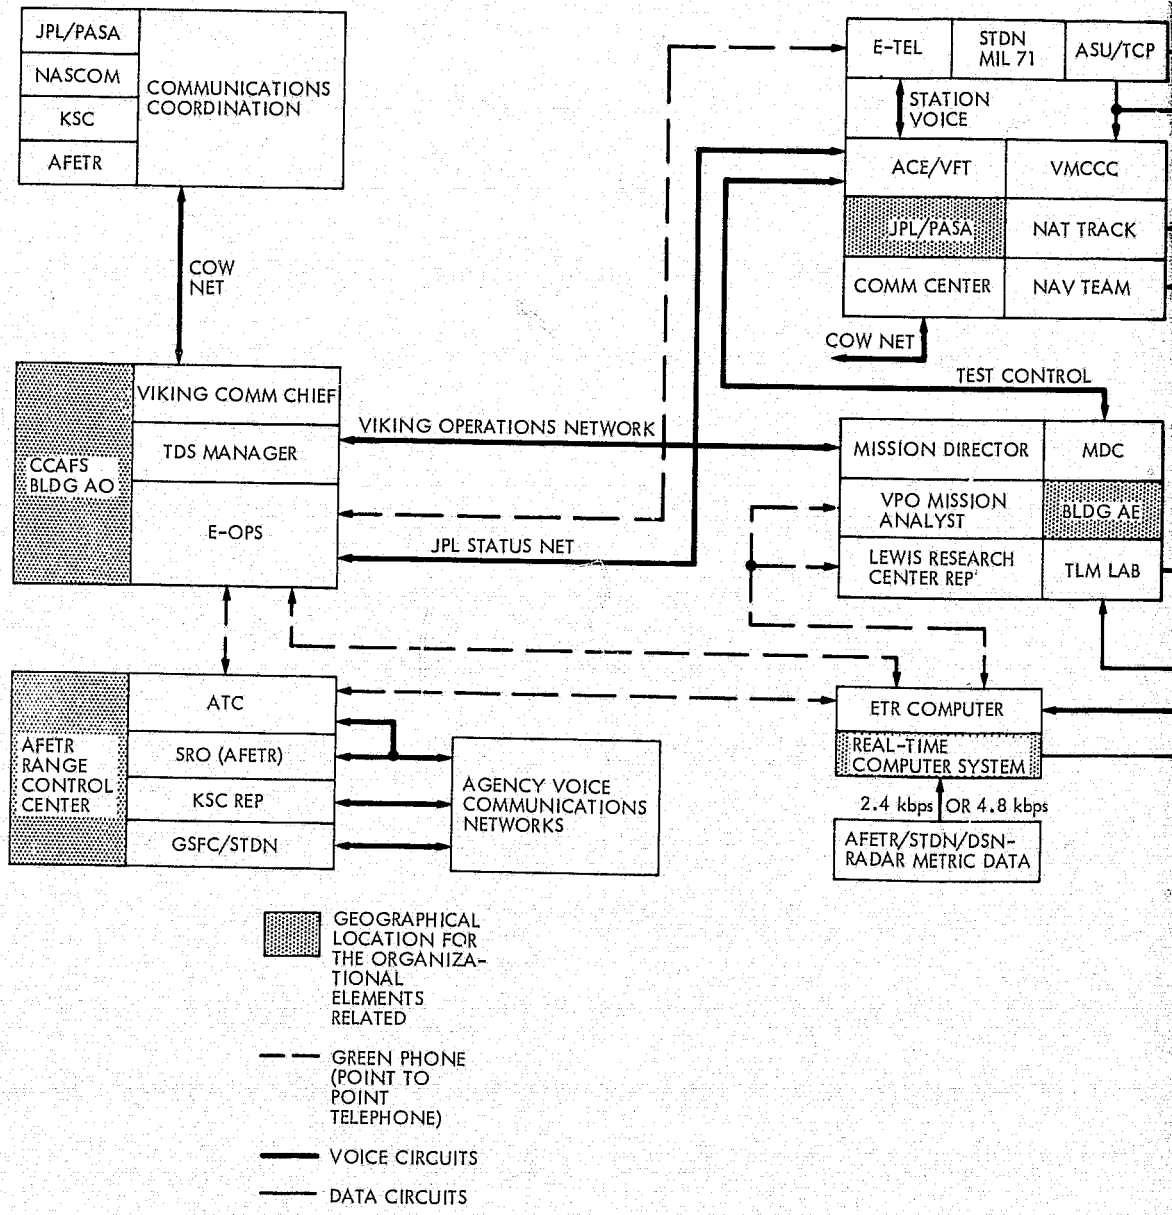 JPL/PASA
NASCOM
KSC
AFETR
COMMUNICATIONS
COORDINATION
COW
NET
E-TEL
STDN
MIL 71
ASU/TCP
STATION
VOICE
ACE/VFT
VMCCC
JPL/PASA
NAT TRACK
COMM CENTER
NAV TEAM
COW NET
TEST CONTROL
CCAFS
BLDG AO
VIKING COMM CHIEF
TDS MANAGER
E-OPS
VIKING OPERATIONS NETWORK
JPL STATUS NET
MISSION DIRECTOR
MDC
VPO MISSION
ANALYST
BLDG AE
LEWIS RESEARCH
CENTER REP
TLM LAB
AFETR
RANGE
CONTROL
CENTER
ATC
SRO (AFETR)
KSC REP
GSFC/STDN
AGENCY VOICE
COMMUNICATIONS
NETWORKS
ETR COMPUTER
REAL-TIME
COMPUTER SYSTEM
2.4 kbps OR 4.8 kbps
AFETR/STDN/DSN-
RADAR METRIC DATA
GEOGRAPHICAL
LOCATION FOR
THE ORGANIZA-
TIONAL
ELEMENTS
RELATED
GREEN PHONE
(POINT TO
POINT
TELEPHONE)
VOICE CIRCUITS
DATA CIRCUITS